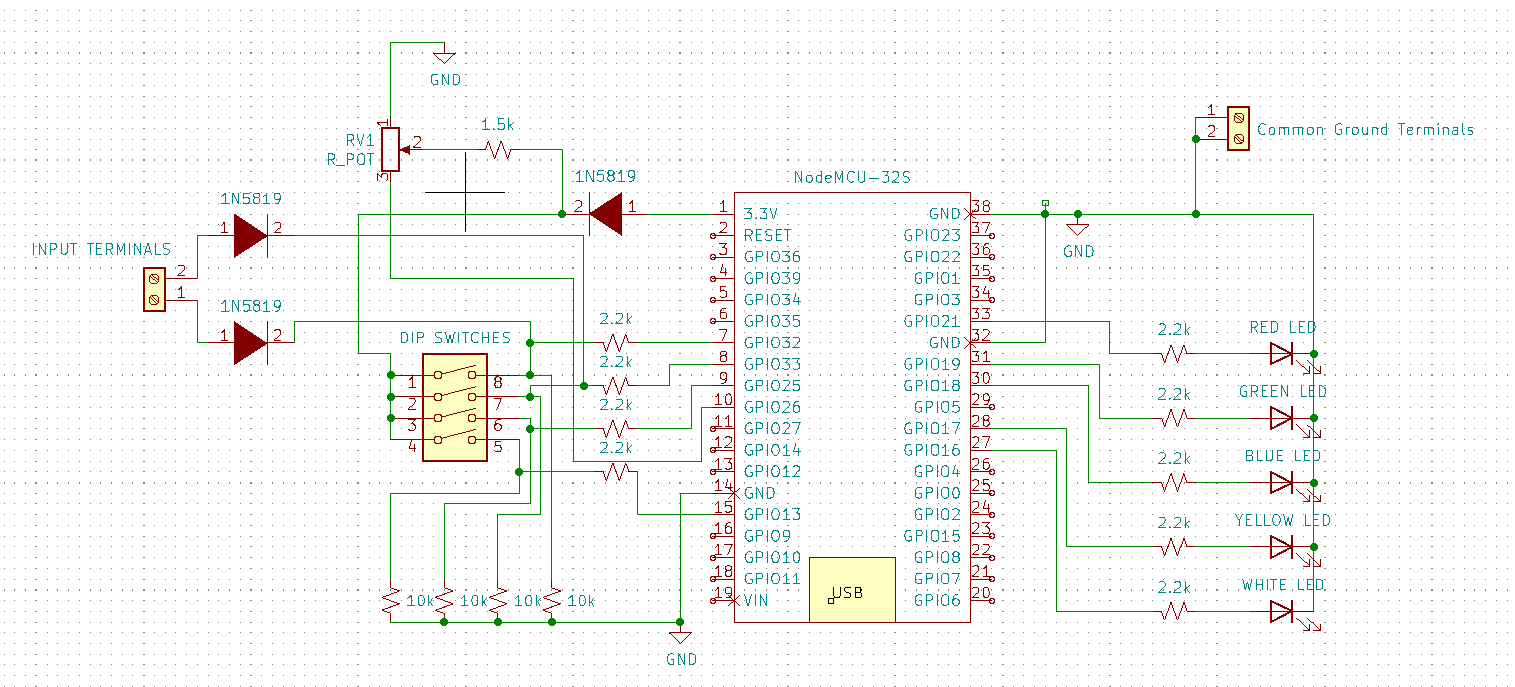 GND
1.5k
RV1
R_POT
1
2
3
1N5819
2
1
1N5819
1
2
INPUT TERMINALS
2
1
1N5819
1
2
DIP SWITCHES
1
2
3
4
8
7
6
5
2.2k
2.2k
2.2k
2.2k
10k
10k
10k
10k
GND
NodeMCU-32S
1 3.3V
2 RESET
3 GPIO36
4 GPIO39
5 GPIO34
6 GPIO35
7 GPIO32
8 GPIO33
9 GPIO25
10 GPIO26
11 GPIO27
12 GPIO14
13 GPIO12
14 GND
15 GPIO13
16 GPIO9
17 GPIO10
18 GPIO11
19 VIN
USB
GND 38
GPIO23 37
GPIO22 36
GPIO1 35
GPIO3 34
GPIO21 33
GND 32
GPIO19 31
GPIO18 30
GPIO5 29
GPIO17 28
GPIO16 27
GPIO4 26
GPIO0 25
GPIO2 24
GPIO15 23
GPIO8 22
GPIO7 21
GPIO6 20
GND
1
2
Common Ground Terminals
2.2k
RED LED
2.2k
GREEN LED
2.2k
BLUE LED
2.2k
YELLOW LED
2.2k
WHITE LED